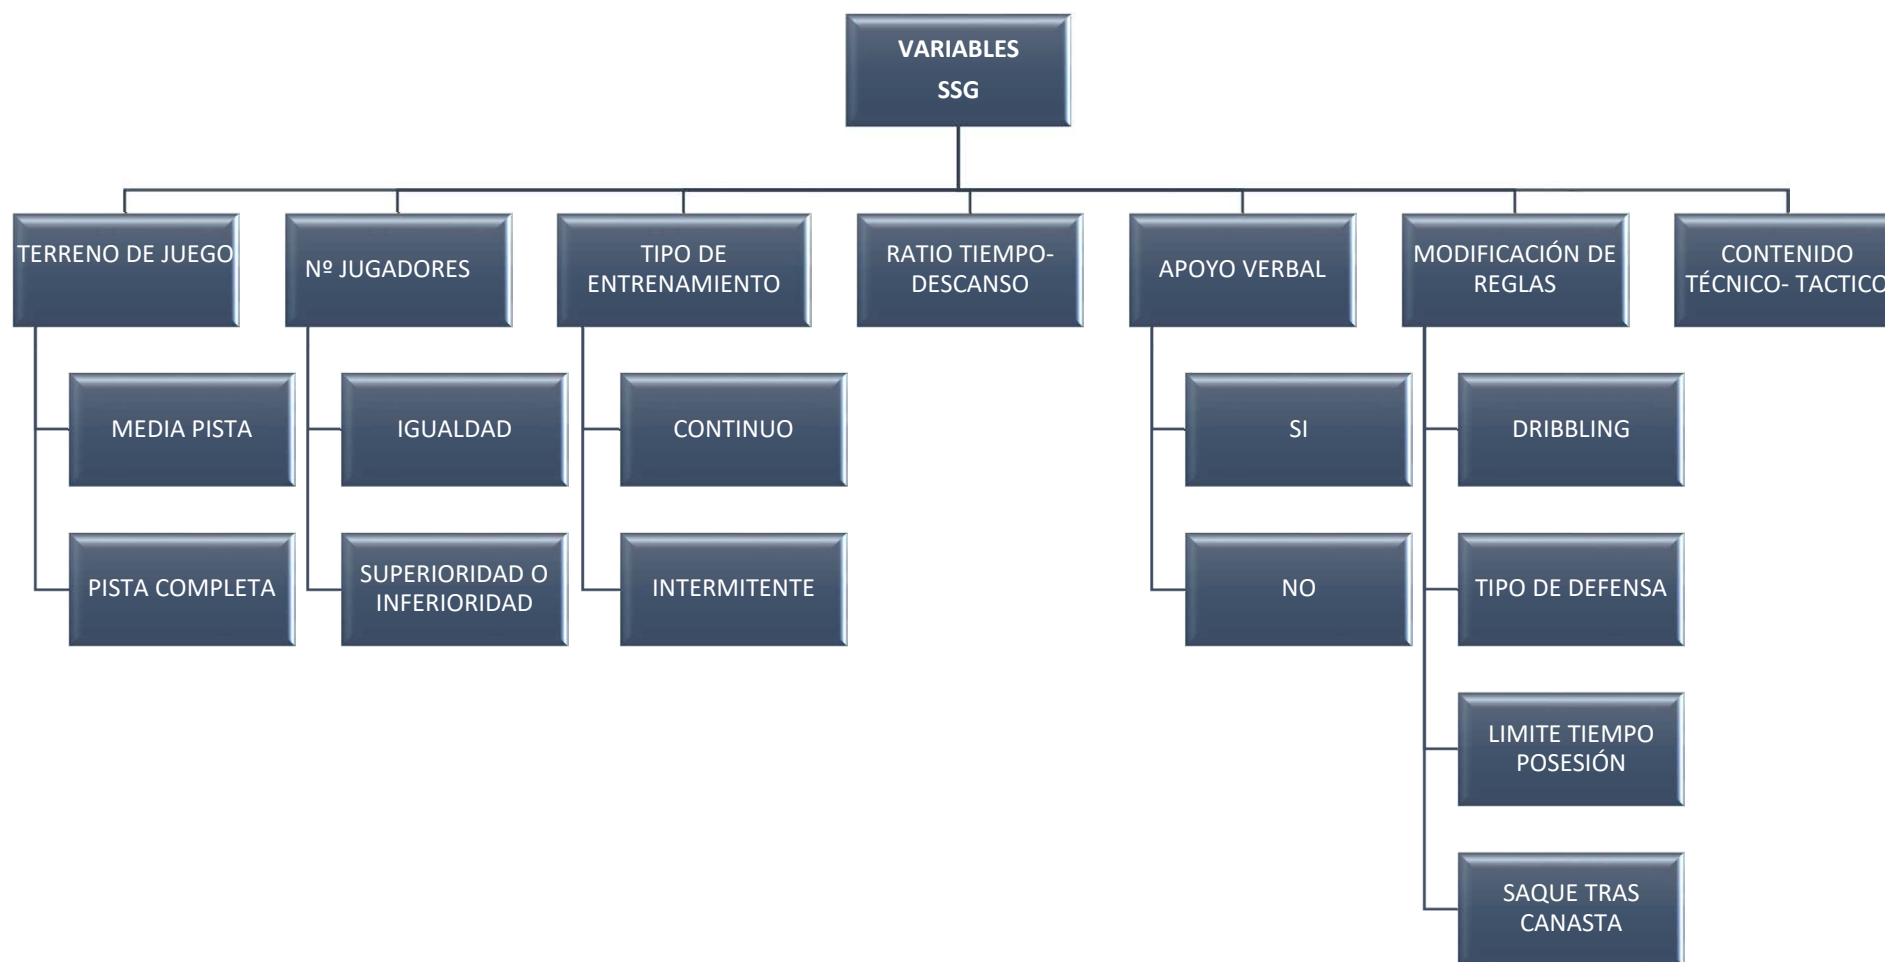 VARIABLES
SSG
TERRENO DE JUEGO
Nº JUGADORES
TIPO DE
ENTRENAMIENTO
RATIO TIEMPO-
DESCANSO
APOYO VERBAL
MODIFICACIÓN DE
REGLAS
CONTENIDO
TÉCNICO- TACTICO
MEDIA PISTA
IGUALDAD
CONTINUO
SI
DRIBBLING
PISTA COMPLETA
SUPERIORIDAD O
INFERIORIDAD
INTERMITENTE
NO
TIPO DE DEFENSA
LIMITE TIEMPO
POSESIÓN
SAQUE TRAS
CANASTA